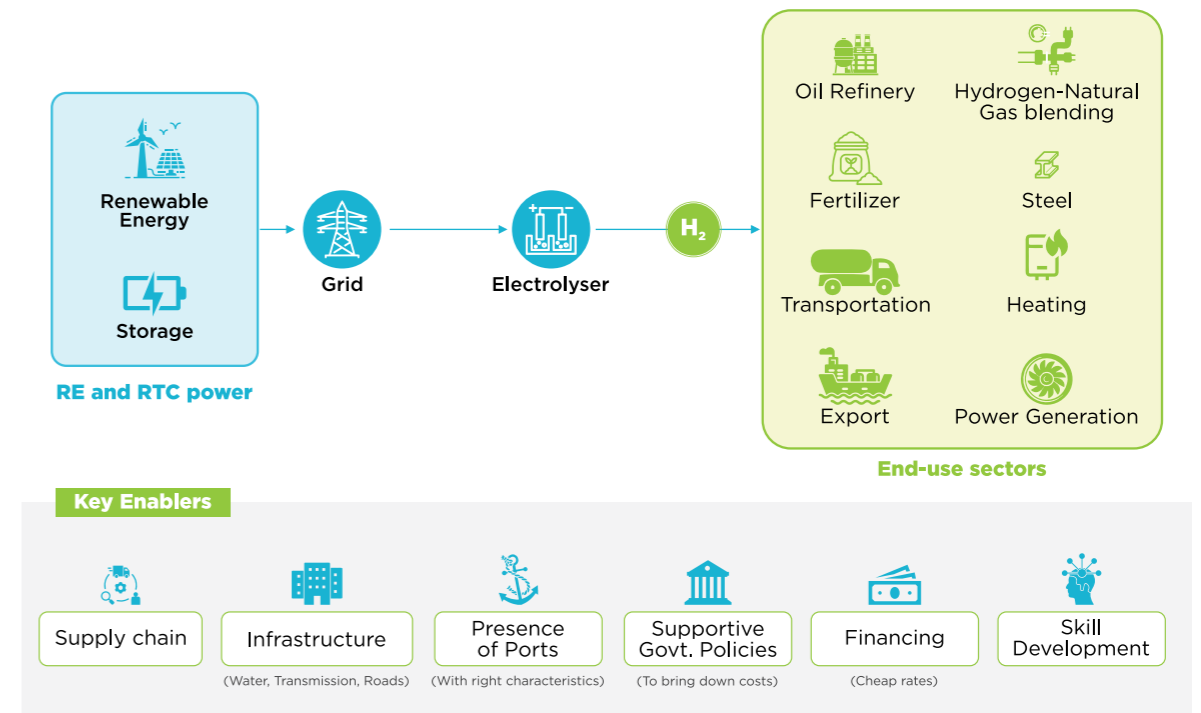 Renewable
Energy
Storage
RE and RTC power
Grid
+ −
Electrolyser
H₂
Oil Refinery
Hydrogen-Natural
Gas blending
Fertilizer
Steel
Transportation
Heating
Export
Power Generation
End-use sectors
Key Enablers
Supply chain
Infrastructure
(Water, Transmission, Roads)
Presence
of Ports
(With right characteristics)
Supportive
Govt. Policies
(To bring down costs)
Financing
(Cheap rates)
Skill
Development